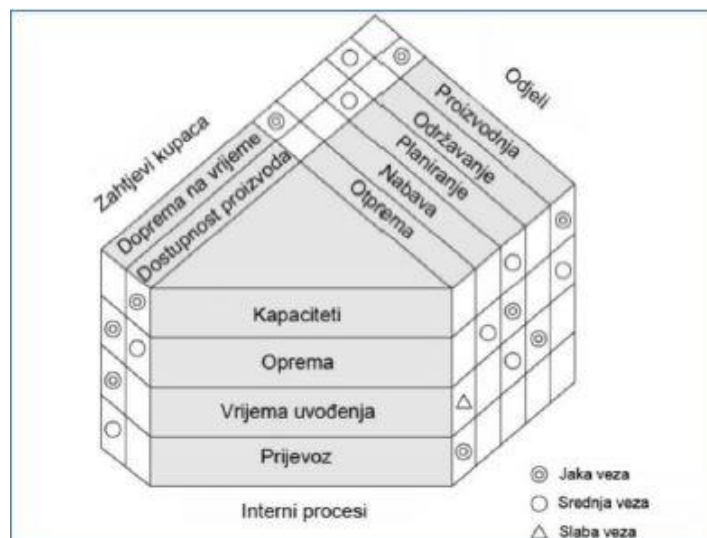 Zahtjevi kupaca
Doprema na vrijeme
Dostupnost proizvoda
Odjeli
Proizvodnja
Održavanje
Planiranje
Nabava
Otprema
Kapaciteti
Oprema
Vrijema uvođenja
Prijevoz
Interni procesi
Jaka veza
Srednja veza
Slaba veza